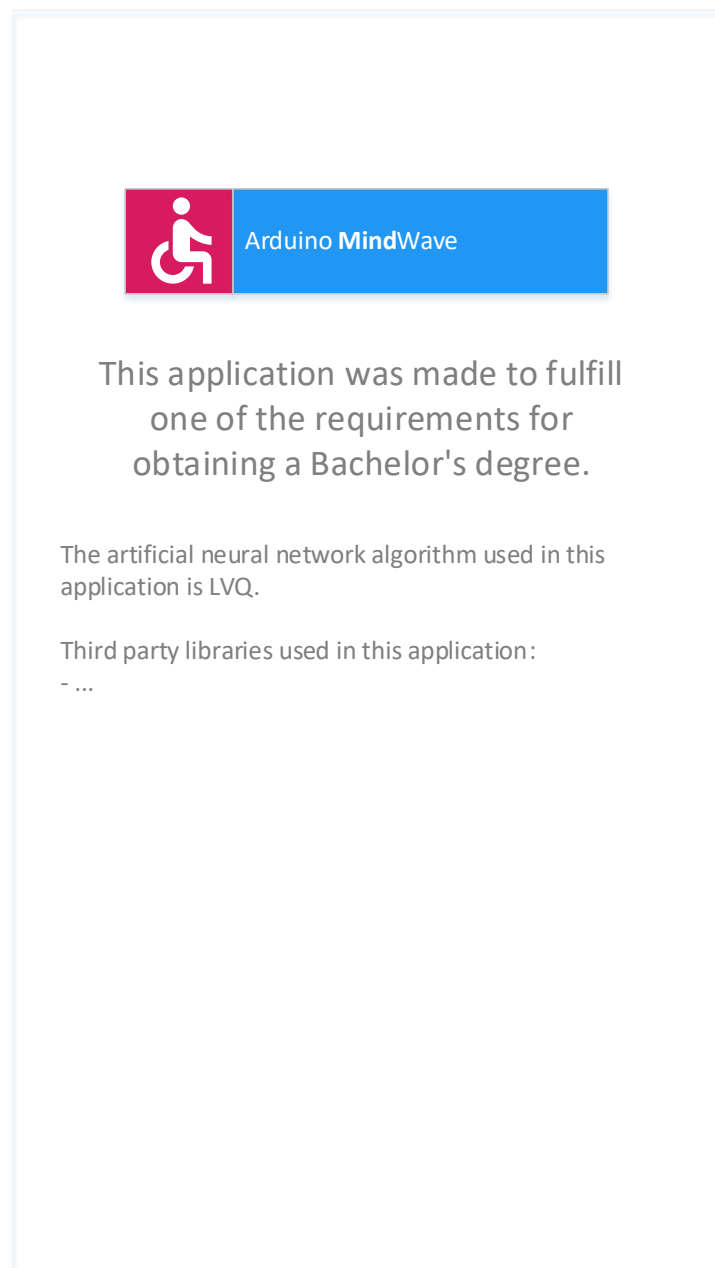 Arduino MindWave
This application was made to fulfill
one of the requirements for
obtaining a Bachelor's degree.
The artificial neural network algorithm used in this
application is LVQ.
Third party libraries used in this application:
- ...